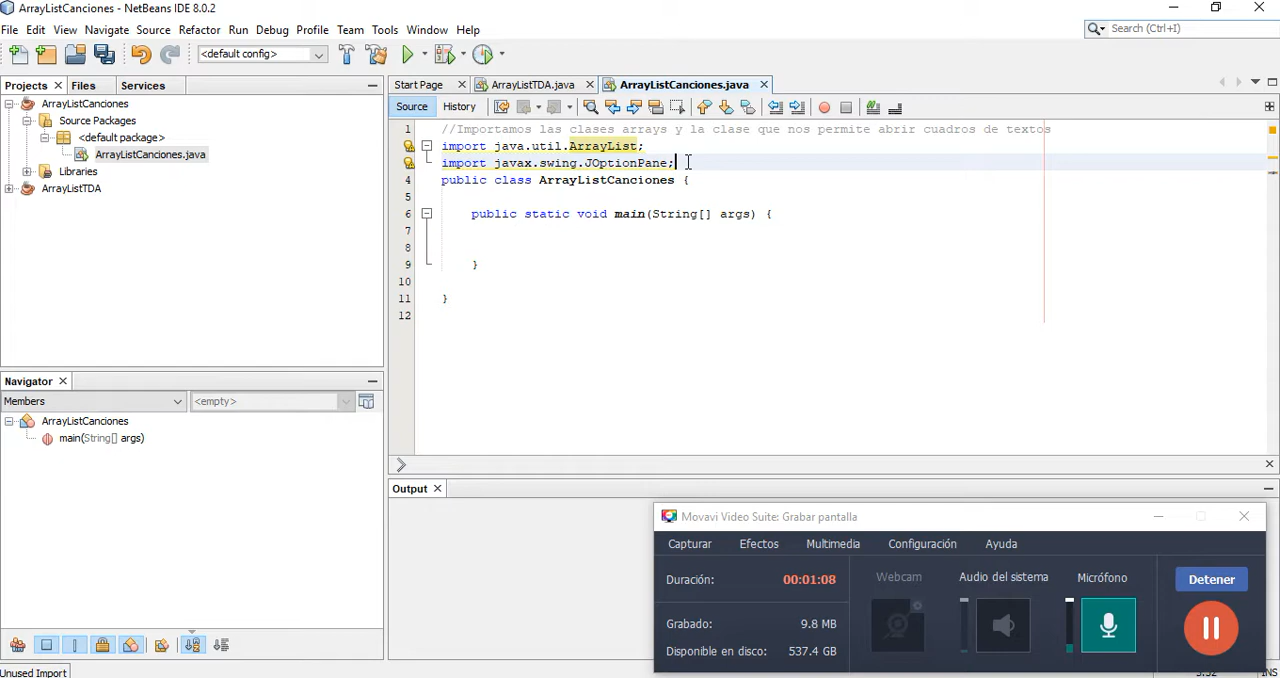 ArrayListCanciones - NetBeans IDE 8.0.2
File Edit View Navigate Source Refactor Run Debug Profile Team Tools Window Help
Search (Ctrl+I)
<default config>
Projects Files Services
Start Page ArrayListTDA.java ArrayListCanciones.java
ArrayListCanciones
Source Packages
<default package>
ArrayListCanciones.java
Libraries
ArrayListTDA
Source History
1 //Importamos las clases arrays y la clase que nos permite abrir cuadros de textos
import java.util.ArrayList;
import javax.swing.JOptionPane;
4 public class ArrayListCanciones {
5
6 public static void main(String[] args) {
7
8
9 }
10
11 }
12
Navigator
Members <empty>
ArrayListCanciones
main(String[] args)
Output
Movavi Video Suite: Grabar pantalla
Capturar Efectos Multimedia Configuración Ayuda
Duración: 00:01:08
Grabado: 9.8 MB
Disponible en disco: 537.4 GB
Webcam Audio del sistema Micrófono
Detener
Unused Import
INS